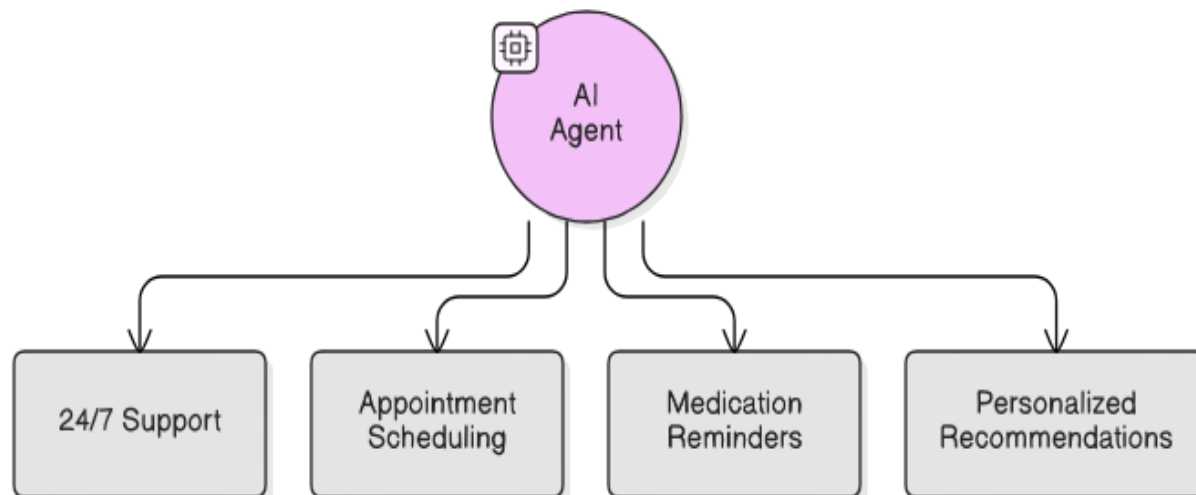 AI
Agent
24/7 Support
Appointment
Scheduling
Medication
Reminders
Personalized
Recommendations